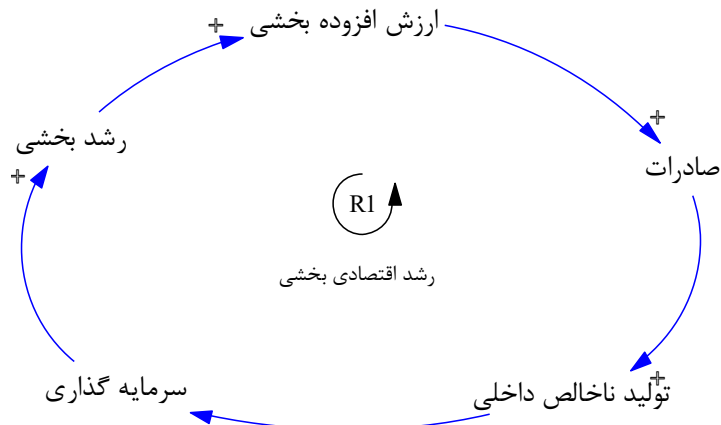 ارزش افزوده بخشی
+
+
رشد بخشی
صادرات
+
R1
رشد اقتصادی بخشی
+
تولید ناخالص داخلی
سرمایه گذاری